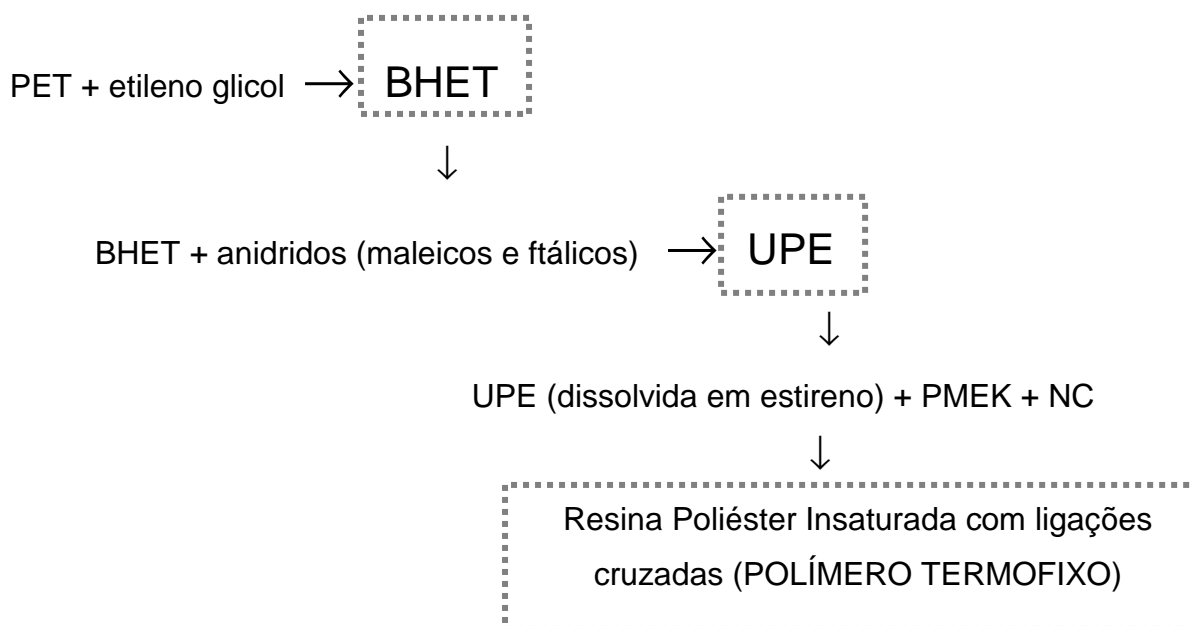 PET + etileno glicol → BHET
↓
BHET + anidridos (maleicos e ftálicos) → UPE
↓
UPE (dissolvida em estireno) + PMEK + NC
↓
Resina Poliéster Insaturada com ligações
cruzadas (POLÍMERO TERMOFIXO)